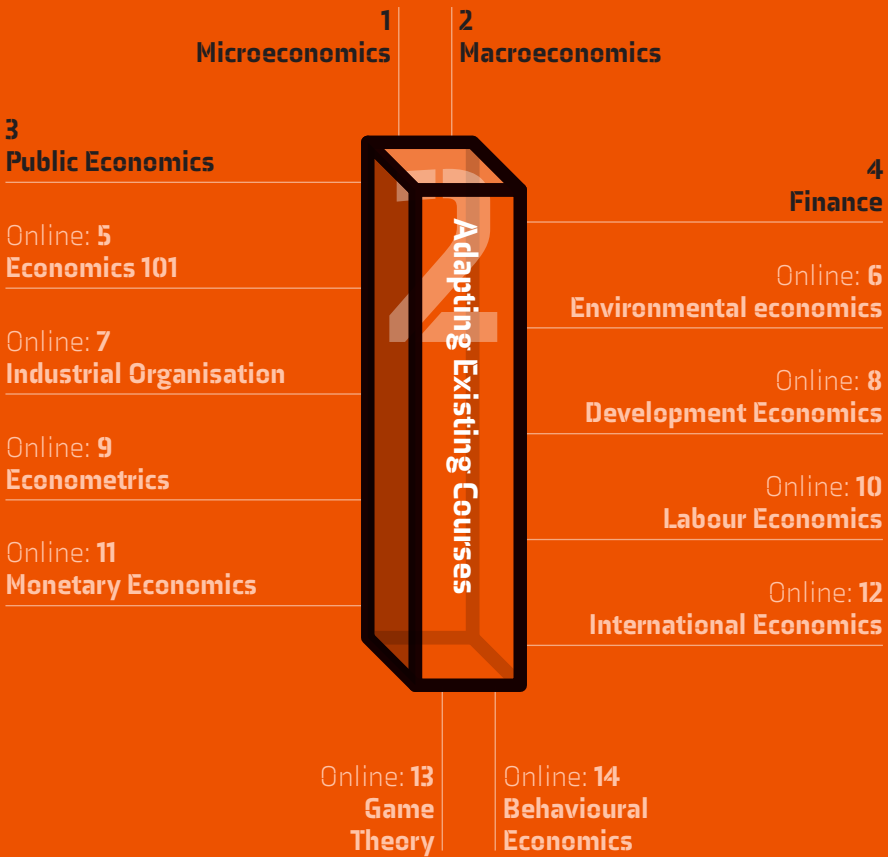 1
Microeconomics
2
Macroeconomics
3
Public Economics
4
Finance
Online: 5
Economics 101
Online: 6
Environmental economics
Online: 7
Industrial Organisation
Online: 8
Development Economics
Online: 9
Econometrics
Online: 10
Labour Economics
Online: 11
Monetary Economics
Online: 12
International Economics
2
Adapting Existing Courses
Online: 13
Game
Theory
Online: 14
Behavioural
Economics